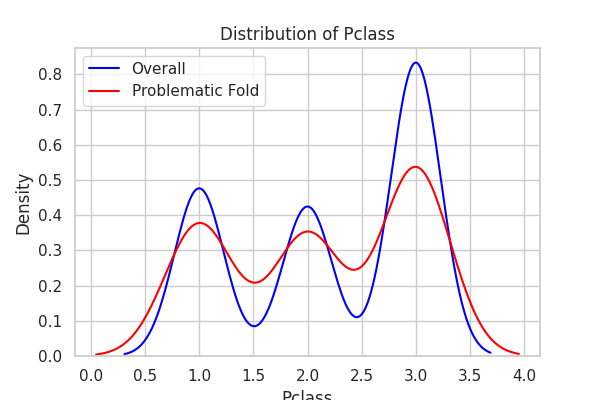 Distribution of Pclass
Overall
Problematic Fold
Density
0.8
0.7
0.6
0.5
0.4
0.3
0.2
0.1
0.0
0.0 0.5 1.0 1.5 2.0 2.5 3.0 3.5 4.0
Pclass